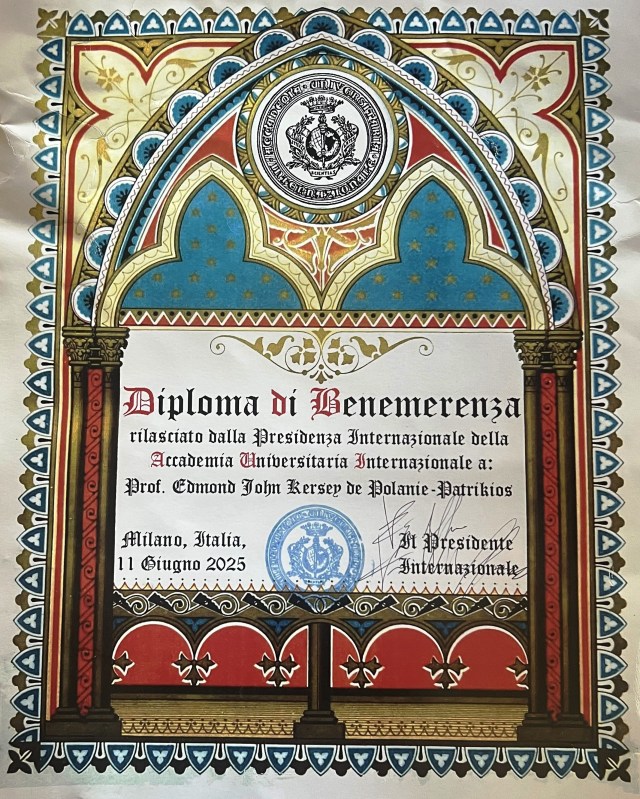 Diploma di Benemerenza
rilasciato dalla Presidenza Internazionale della
Accademia Universitaria Internazionale a:
Prof. Edmond John Kersey de Polanie-Patrikios
Milano, Italia,
11 Giugno 2025
Il Presidente
Internazionale